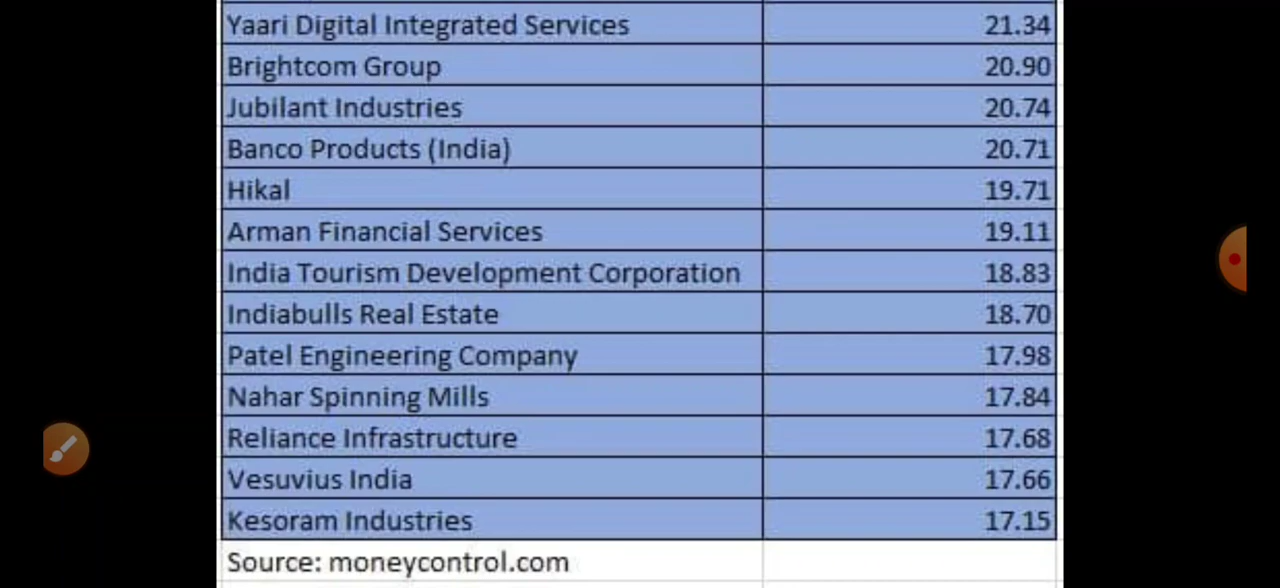 Yaari Digital Integrated Services 21.34
Brightcom Group 20.90
Jubilant Industries 20.74
Banco Products (India) 20.71
Hikal 19.71
Arman Financial Services 19.11
India Tourism Development Corporation 18.83
Indiabulls Real Estate 18.70
Patel Engineering Company 17.98
Nahar Spinning Mills 17.84
Reliance Infrastructure 17.68
Vesuvius India 17.66
Kesoram Industries 17.15
Source: moneycontrol.com